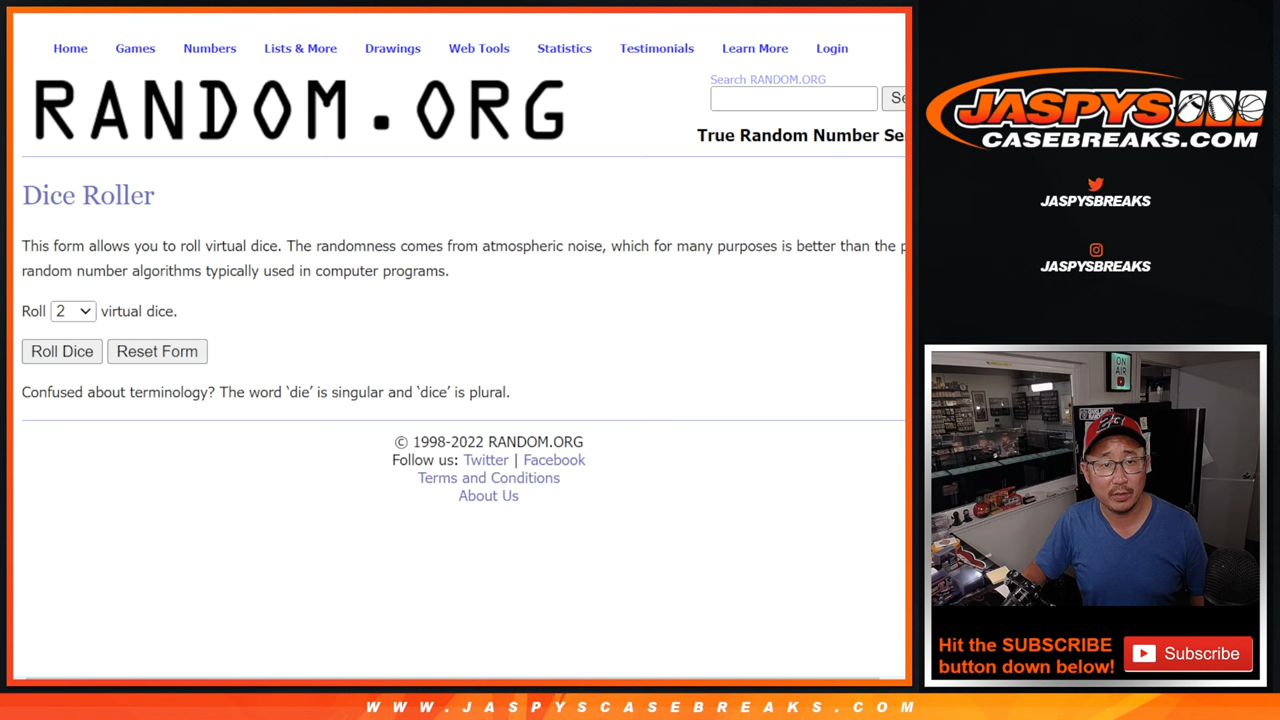 Home Games Numbers Lists & More Drawings Web Tools Statistics Testimonials Learn More Login
RANDOM.ORG
Search RANDOM.ORG
Se
True Random Number Se
Dice Roller
This form allows you to roll virtual dice. The randomness comes from atmospheric noise, which for many purposes is better than the p
random number algorithms typically used in computer programs.
Roll 2 virtual dice.
Roll Dice Reset Form
Confused about terminology? The word ‘die’ is singular and ‘dice’ is plural.
© 1998-2022 RANDOM.ORG
Follow us: Twitter | Facebook
Terms and Conditions
About Us
JASPYS
CASEBREAKS.COM
JASPYSBREAKS
JASPYSBREAKS
ON
AIR
Hit the SUBSCRIBE
button down below!
Subscribe
WWW.JASPYSCASEBREAKS.COM